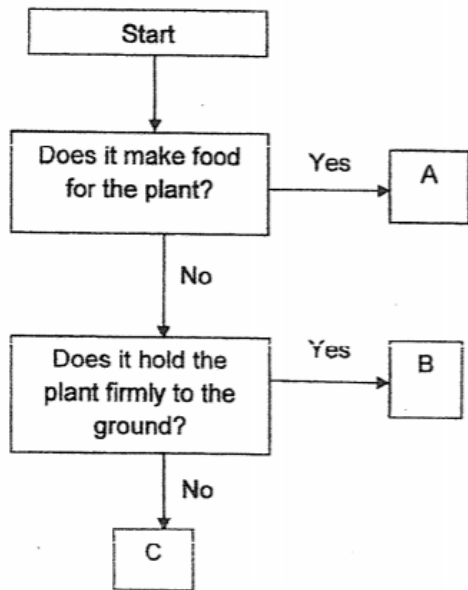 Start
Does it make food
for the plant?
Yes
A
No
Does it hold the
plant firmly to the
ground?
Yes
B
No
C